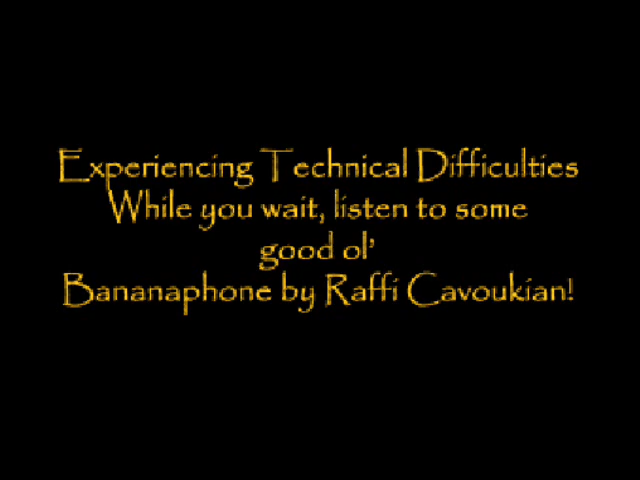 Experiencing Technical Difficulties
While you wait, listen to some
good ol'
Bananaphone by Raffi Cavoukian!